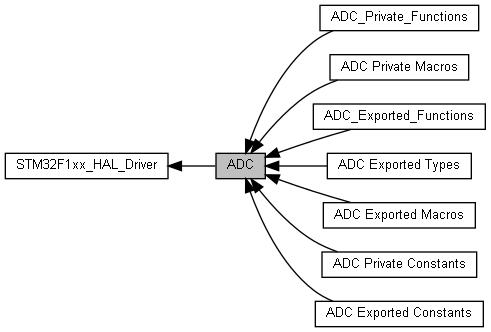 ADC_Private_Functions
ADC Private Macros
ADC_Exported_Functions
STM32F1xx_HAL_Driver
ADC
ADC Exported Types
ADC Exported Macros
ADC Private Constants
ADC Exported Constants